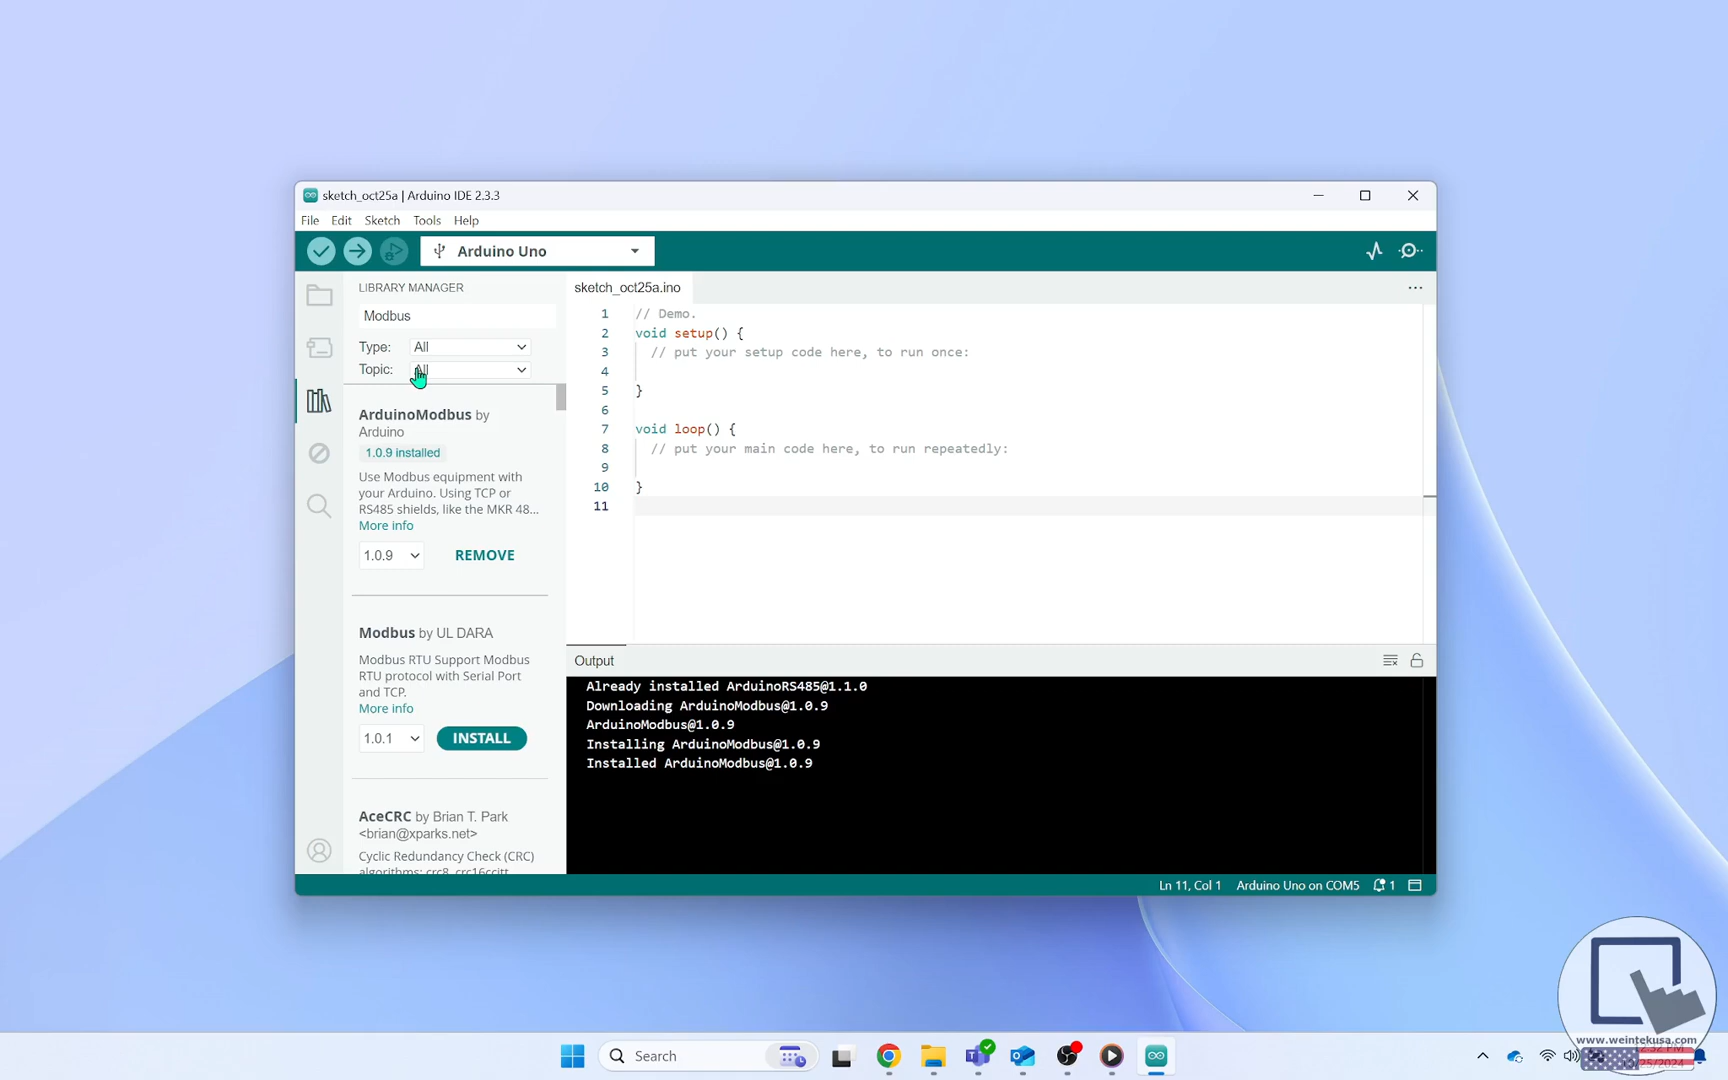 sketch_oct25a | Arduino IDE 2.3.3
File Edit Sketch Tools Help
Arduino Uno
LIBRARY MANAGER
Modbus
Type: All
Topic: All
ArduinoModbus by
Arduino
1.0.9 installed
Use Modbus equipment with
your Arduino. Using TCP or
RS485 shields, like the MKR 48...
More info
1.0.9 REMOVE
Modbus by UL DARA
Modbus RTU Support Modbus
RTU protocol with Serial Port
and TCP.
More info
1.0.1 INSTALL
AceCRC by Brian T. Park
<brian@xparks.net>
Cyclic Redundancy Check (CRC)
algorithms: crc8, crc16ccitt
sketch_oct25a.ino
1 // Demo.
2 void setup() {
3 // put your setup code here, to run once:
4
5 }
6
7 void loop() {
8 // put your main code here, to run repeatedly:
9
10 }
11
Output
Already installed ArduinoRS485@1.1.0
Downloading ArduinoModbus@1.0.9
ArduinoModbus@1.0.9
Installing ArduinoModbus@1.0.9
Installed ArduinoModbus@1.0.9
Ln 11, Col 1 Arduino Uno on COM5 1
Search
www.weintekusa.com